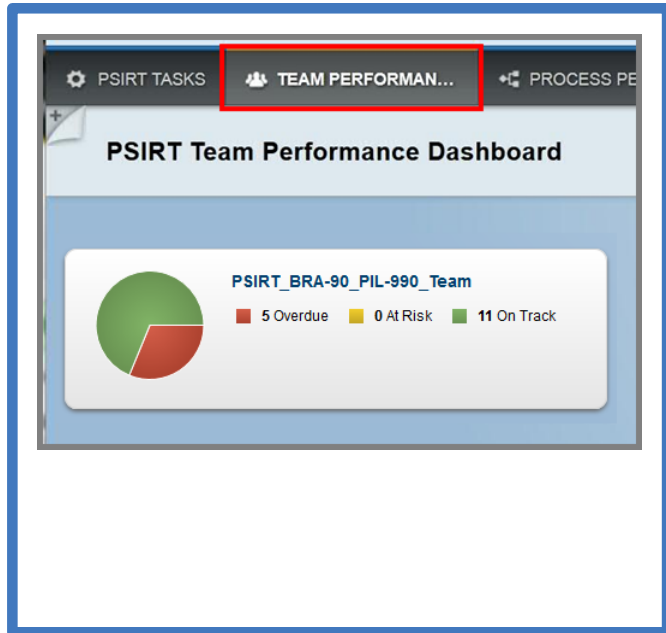 PSIRT TASKS TEAM PERFORMAN... PROCESS PE
PSIRT Team Performance Dashboard
PSIRT_BRA-90_PIL-990_Team
5 Overdue 0 At Risk 11 On Track